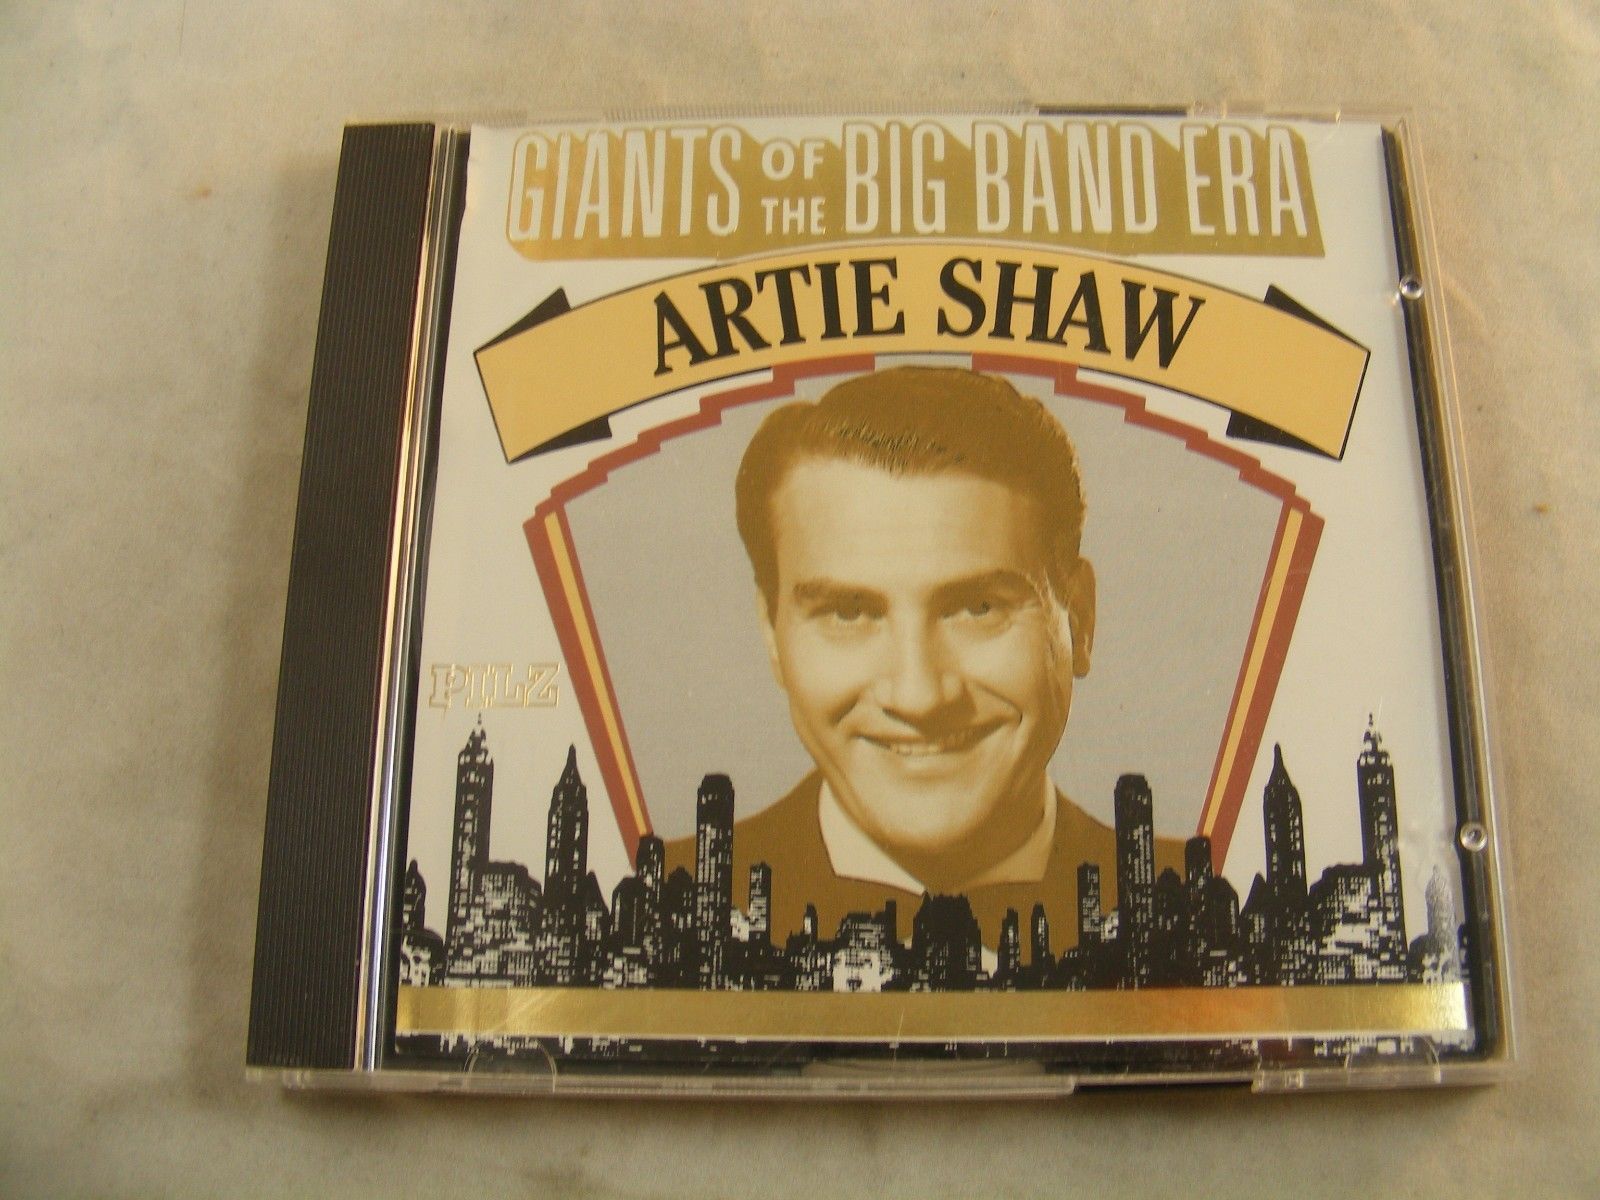 GIANTS OF THE BIG BAND ERA
ARTIE SHAW
PILZ